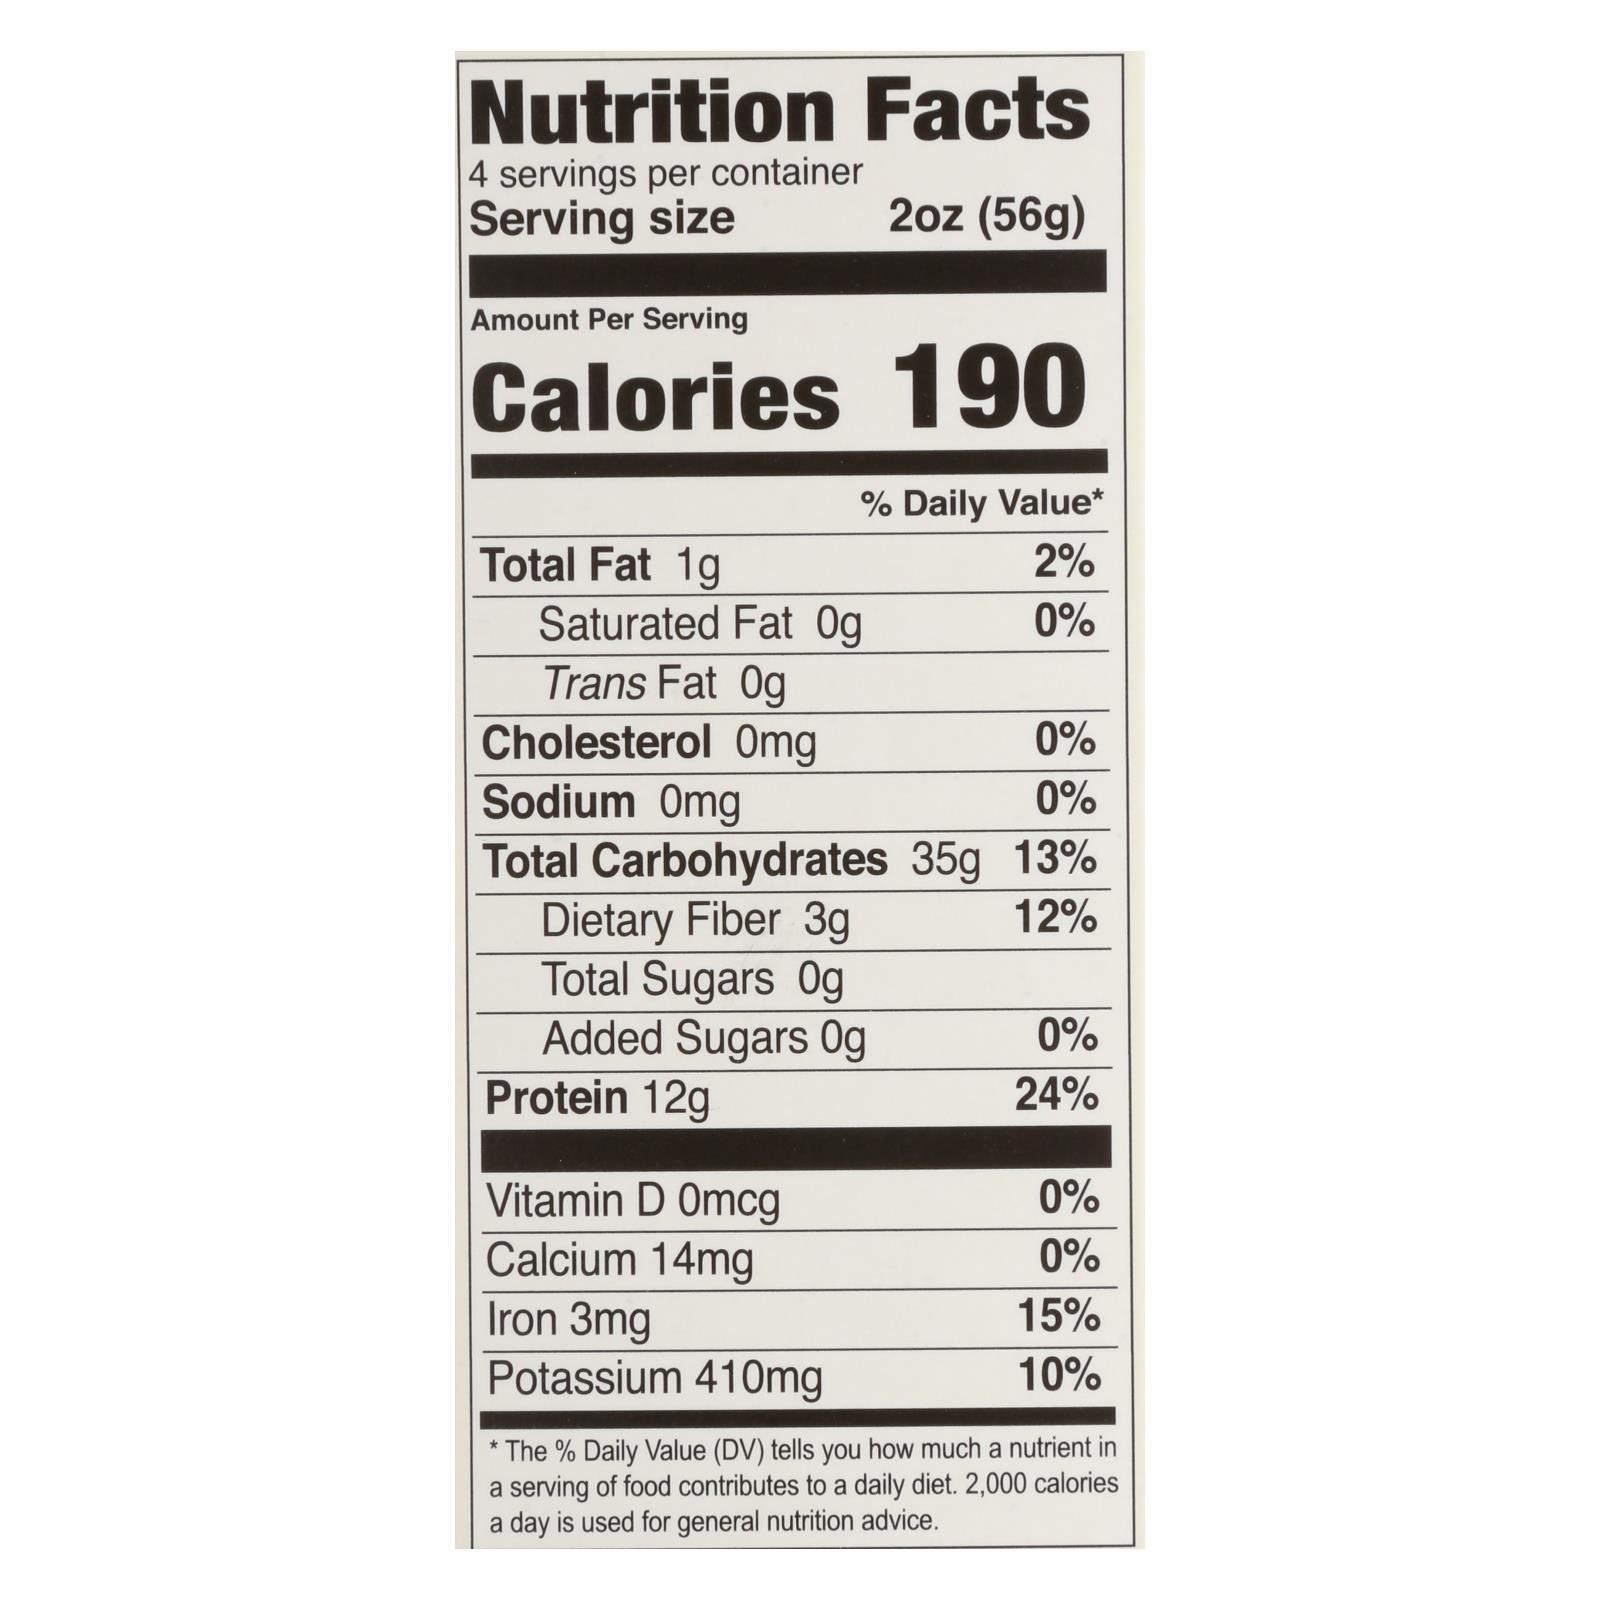 Nutrition Facts
4 servings per container
Serving size 2oz (56g)
Amount Per Serving
Calories 190
% Daily Value*
Total Fat 1g 2%
Saturated Fat 0g 0%
Trans Fat 0g
Cholesterol 0mg 0%
Sodium 0mg 0%
Total Carbohydrates 35g 13%
Dietary Fiber 3g 12%
Total Sugars 0g
Added Sugars 0g 0%
Protein 12g 24%
Vitamin D 0mcg 0%
Calcium 14mg 0%
Iron 3mg 15%
Potassium 410mg 10%
* The % Daily Value (DV) tells you how much a nutrient in
a serving of food contributes to a daily diet. 2,000 calories
a day is used for general nutrition advice.